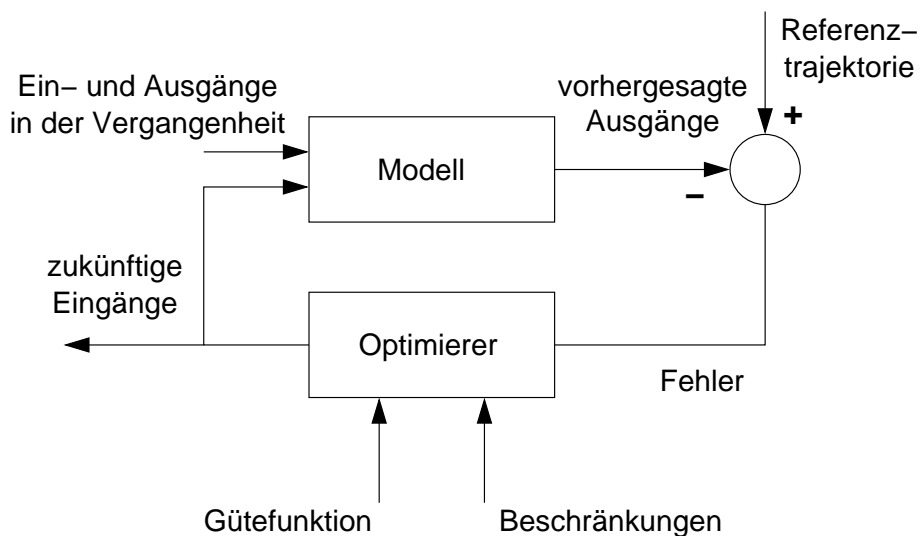 Referenz–
trajektorie
Ein– und Ausgänge
in der Vergangenheit
vorhergesagte
Ausgänge
+
Modell
–
zukünftige
Eingänge
Optimierer
Fehler
Gütefunktion
Beschränkungen